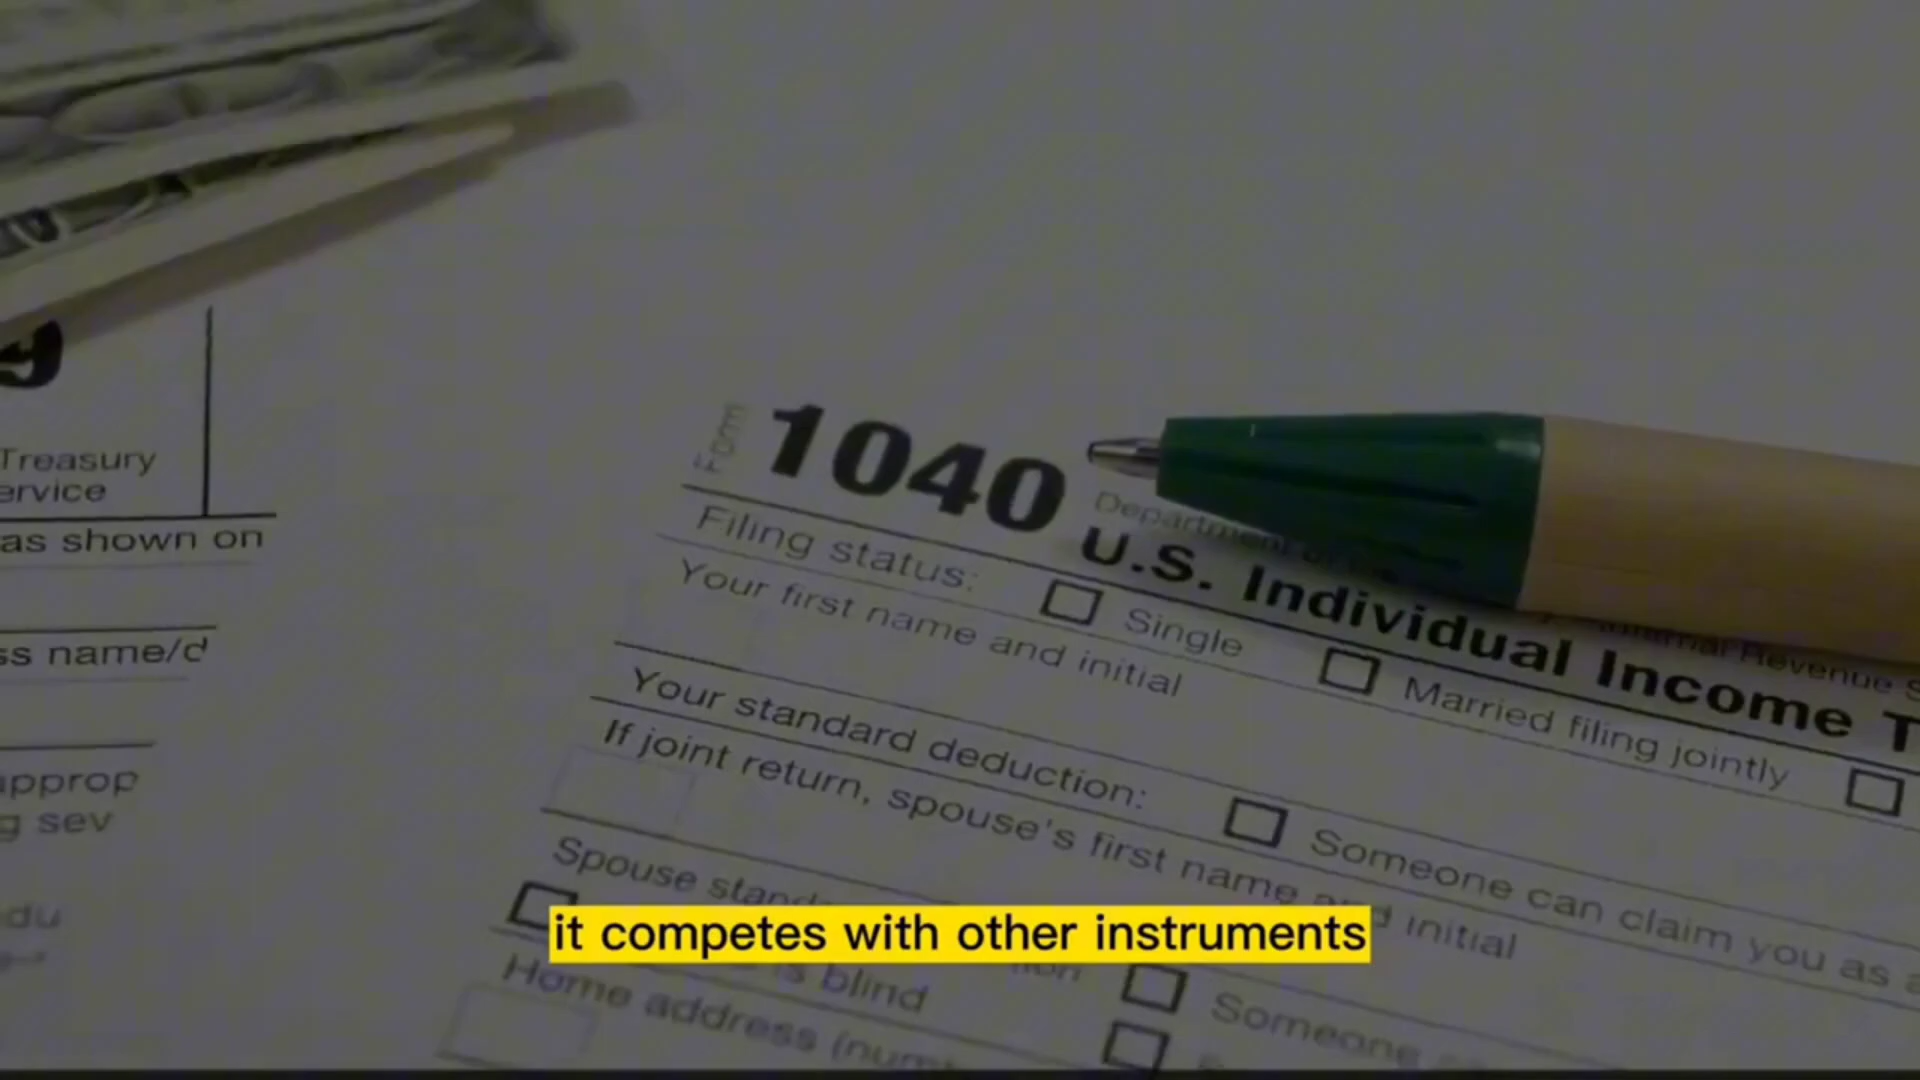 Treasury
ervice
as shown on
ss name/d
approp
g sev
Form 1040
Department
U.S. Individual Income T
Filing status:
Single
Married filing jointly
Your first name and initial
Your standard deduction:
Someone can claim you as a
If joint return, spouse's first name and initial
Spouse
is blind
Someone
Home address
it competes with other instruments